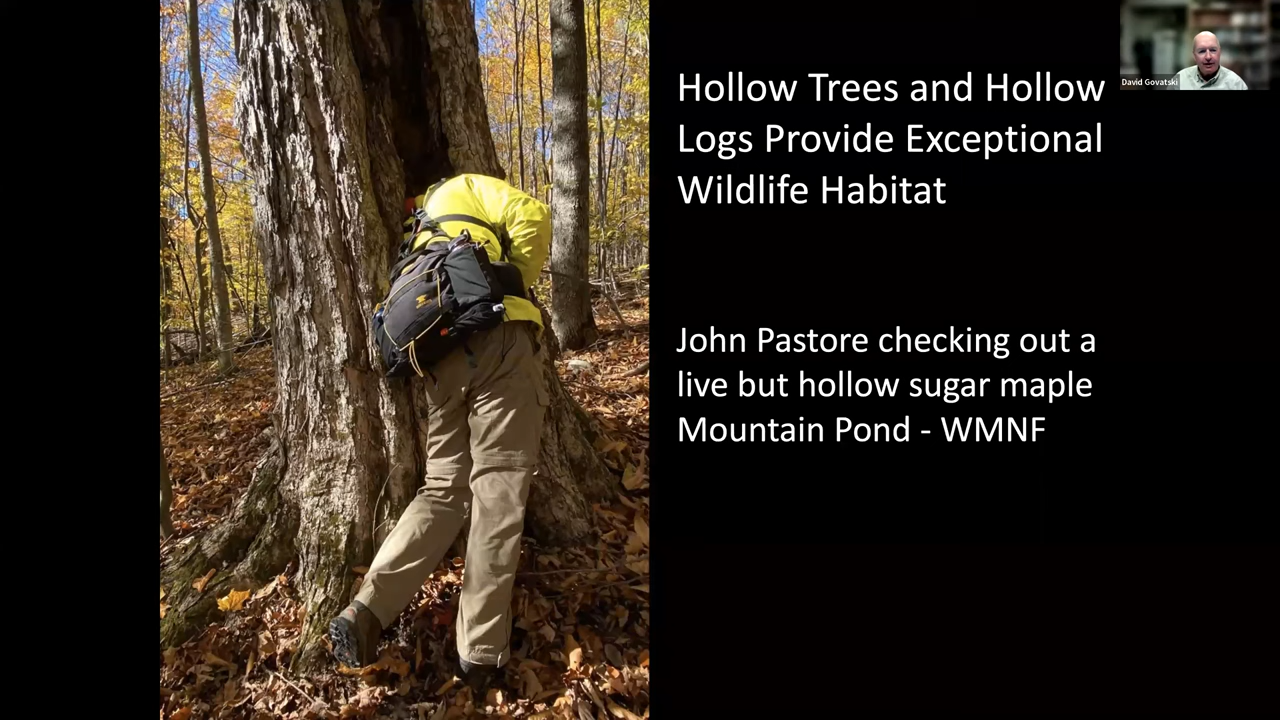 Hollow Trees and Hollow
Logs Provide Exceptional
Wildlife Habitat
David Govatski
John Pastore checking out a
live but hollow sugar maple
Mountain Pond - WMNF